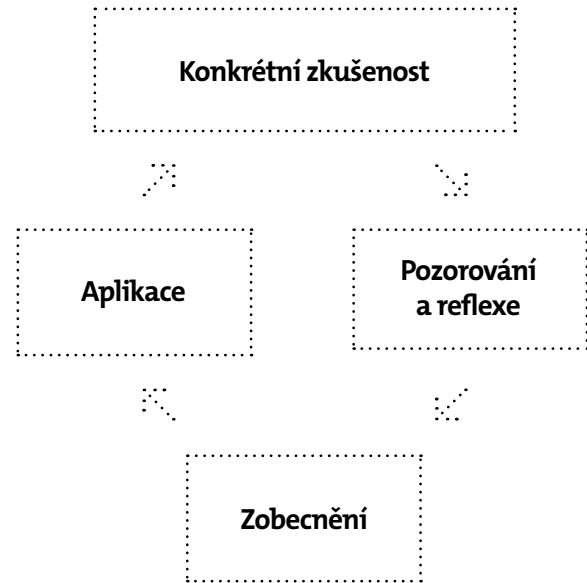 Konkrétní zkušenost
Aplikace
Pozorování
a reflexe
Zobecnění